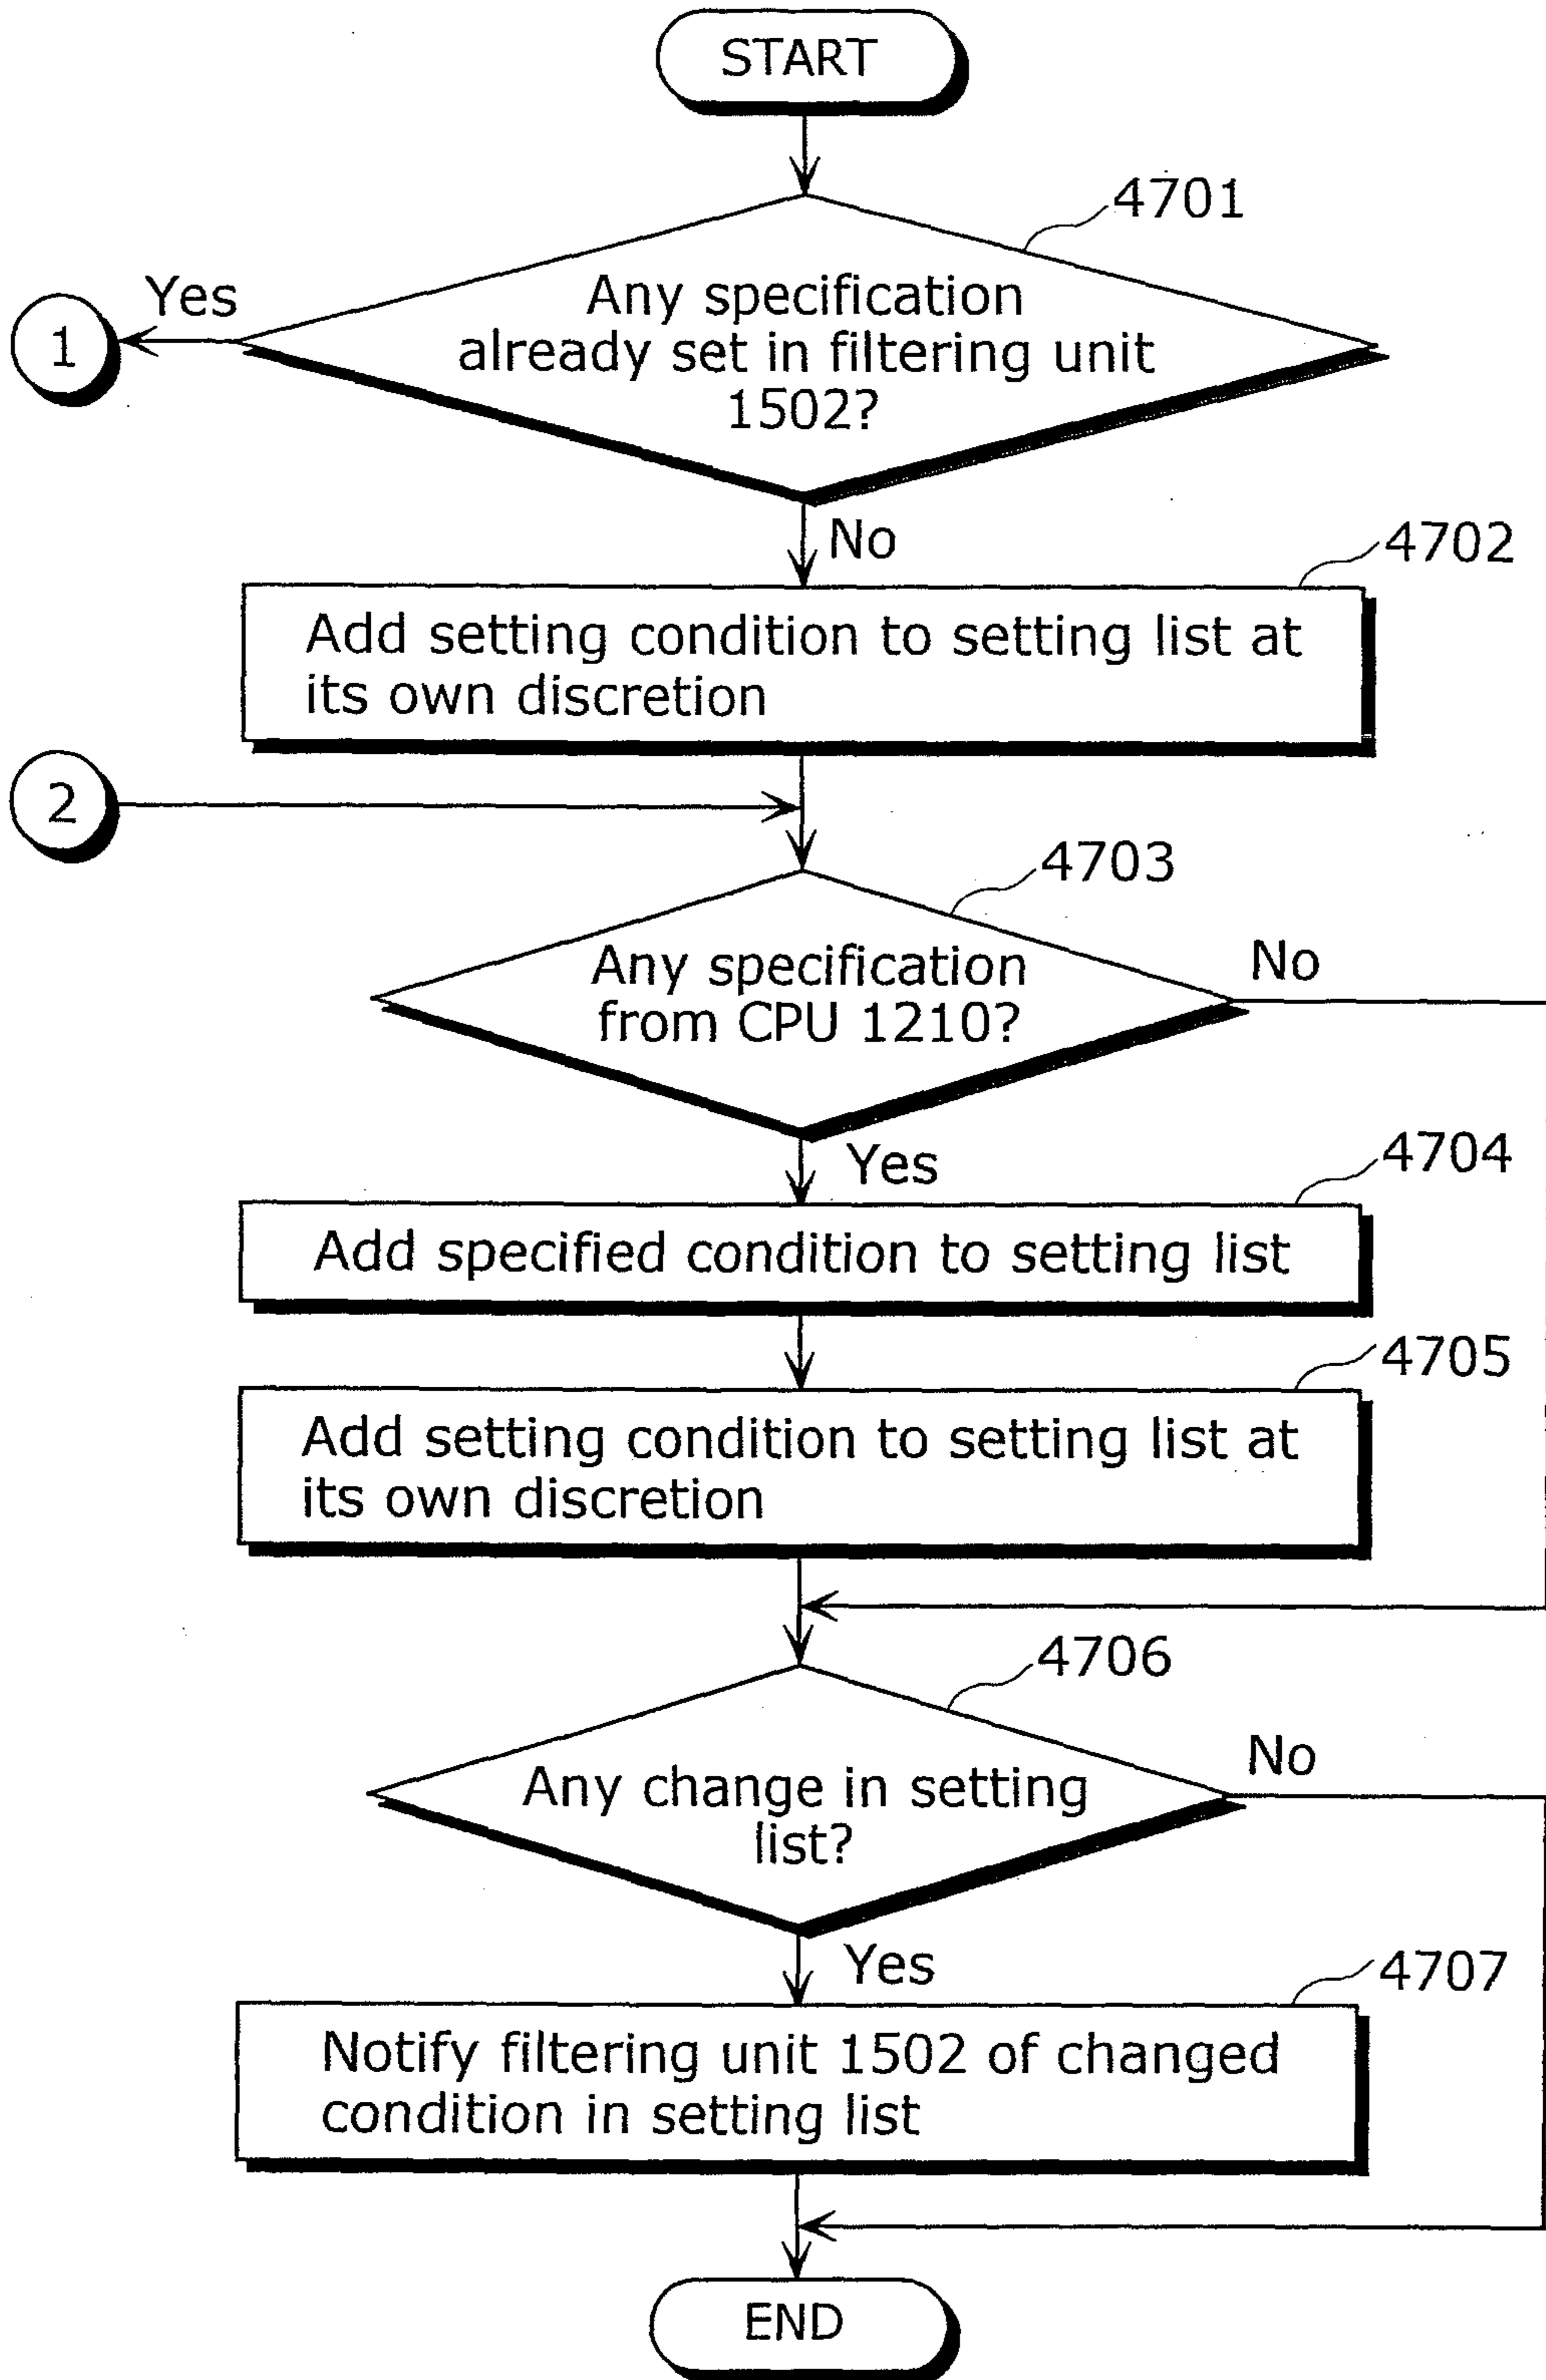 START
4701
Yes
1
Any specification
already set in filtering unit
1502?
No
4702
Add setting condition to setting list at
its own discretion
2
4703
Any specification
from CPU 1210?
No
Yes
4704
Add specified condition to setting list
4705
Add setting condition to setting list at
its own discretion
4706
Any change in setting
list?
No
Yes
4707
Notify filtering unit 1502 of changed
condition in setting list
END